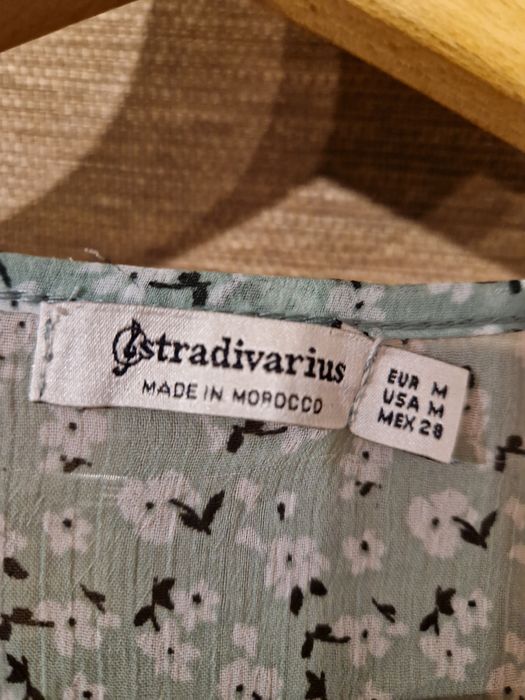 stradivarius
MADE IN MOROCCO
EUR M
USA M
MEX 28